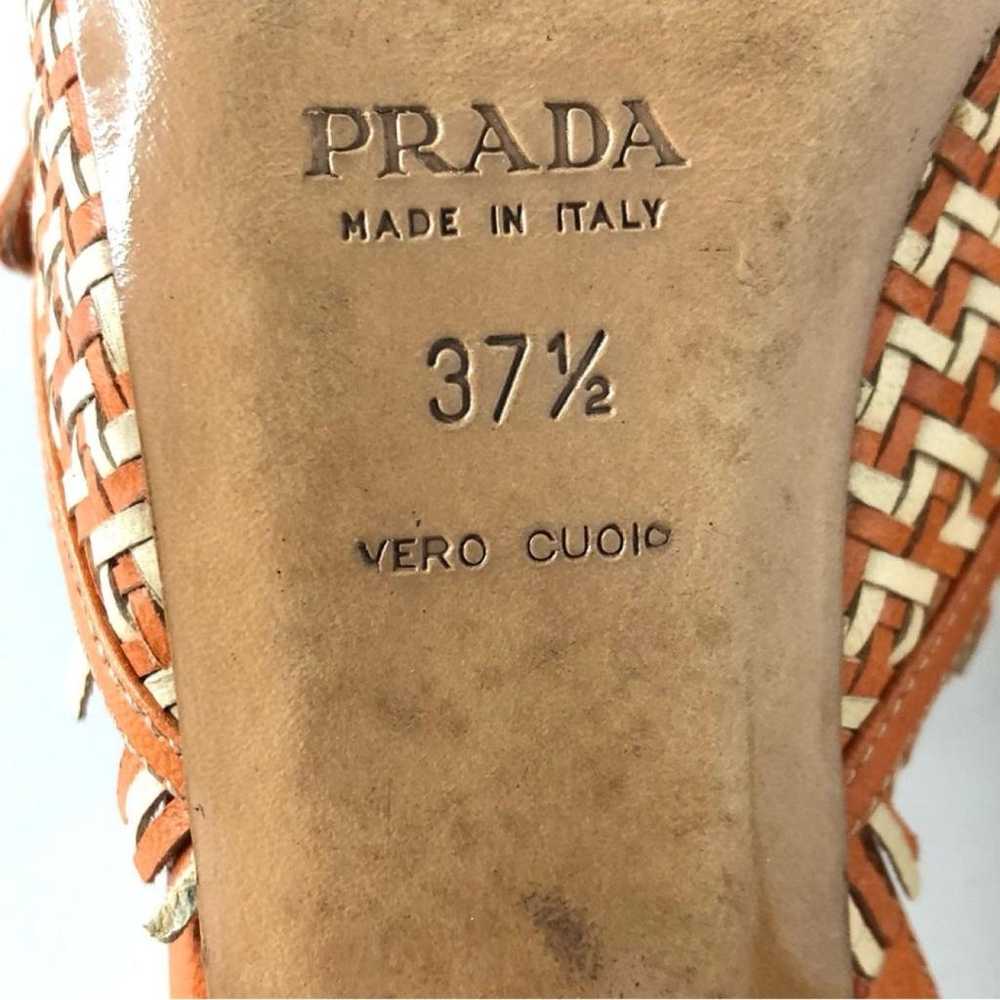 PRADA
MADE IN ITALY
37½
VERO CUOIO